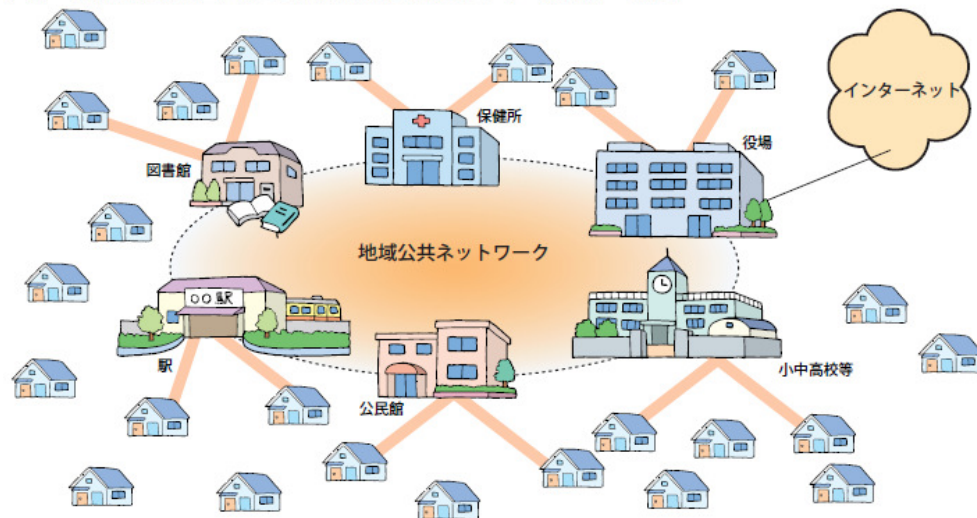 保健所
インターネット
役場
図書館
地域公共ネットワーク
○○駅
駅
小中高校等
公民館